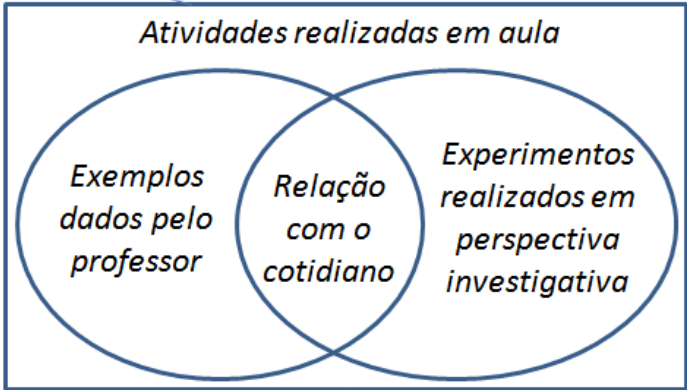 Atividades realizadas em aula
Exemplos
dados pelo
professor
Relação
com o
cotidiano
Experimentos
realizados em
perspectiva
investigativa